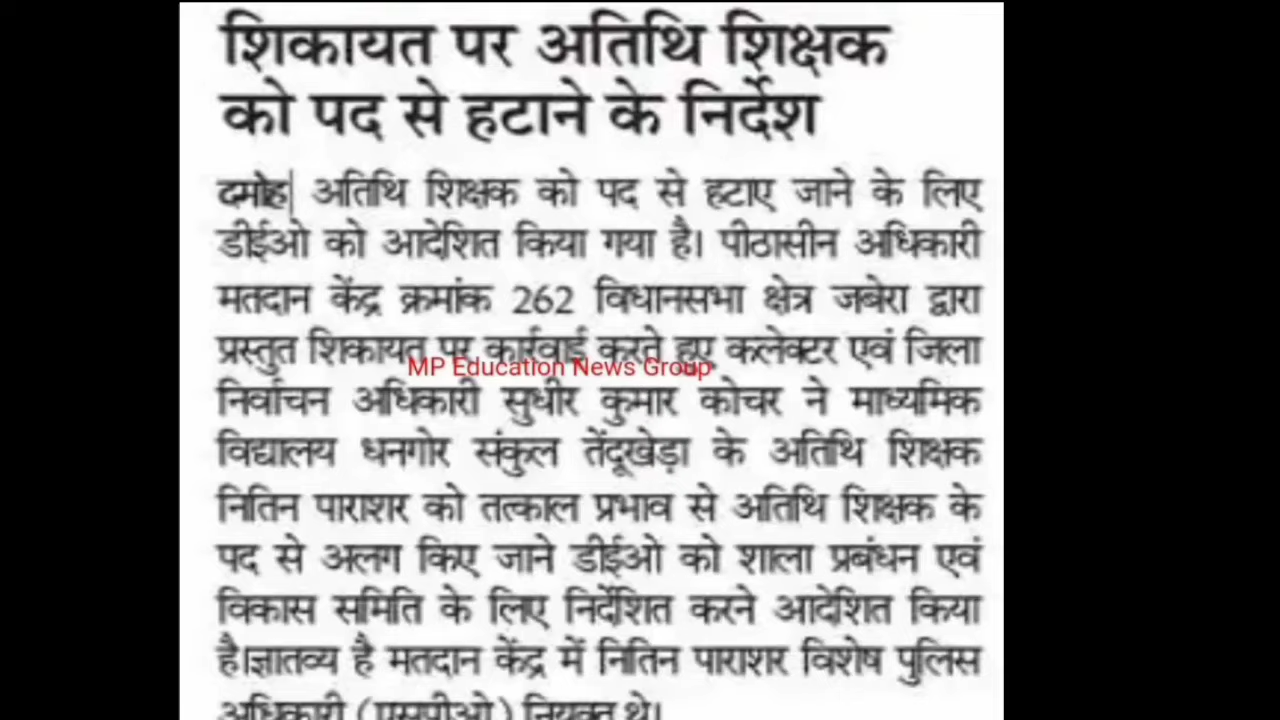 शिकायत पर अतिथि शिक्षक
को पद से हटाने के निर्देश
दमोह| अतिथि शिक्षक को पद से हटाए जाने के लिए
डीईओ को आदेशित किया गया है। पीठासीन अधिकारी
मतदान केंद्र क्रमांक 262 विधानसभा क्षेत्र जबेरा द्वारा
प्रस्तुत शिकायत पर कार्रवाई करते हुए कलेक्टर एवं जिला
MP Education News Group
निर्वाचन अधिकारी सुधीर कुमार कोचर ने माध्यमिक
विद्यालय धनगोर संकुल तेंदूखेड़ा के अतिथि शिक्षक
नितिन पाराशर को तत्काल प्रभाव से अतिथि शिक्षक के
पद से अलग किए जाने डीईओ को शाला प्रबंधन एवं
विकास समिति के लिए निर्देशित करने आदेशित किया
है।ज्ञातव्य है मतदान केंद्र में नितिन पाराशर विशेष पुलिस
अधिकारी (एसपीओ) नियुक्त थे।